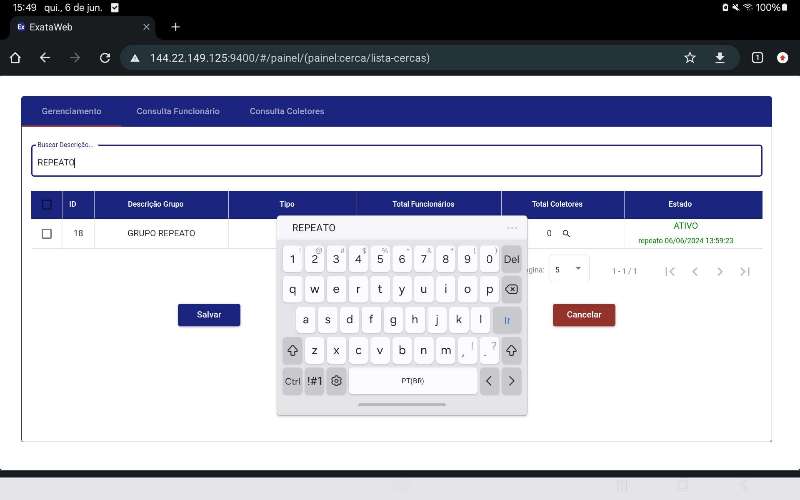 15:49 qui., 6 de jun. 100%
Ex ExataWeb
144.22.149.125:9400/#/painel/(painel:cerca/lista-cercas) 1
Gerenciamento Consulta Funcionário Consulta Coletores
Buscar Descrição...
REPEATO
ID Descrição Grupo Tipo Total Funcionários Total Coletores Estado
18 GRUPO REPEATO 0 ATIVO
repeato 06/06/2024 13:59:23
REPEATO ...
1 2 3 4 5 6 7 8 9 0 Del
q w e r t y u i o p
a s d f g h j k l Ir
z x c v b n m , ! . ?
Ctrl !#1 PT(BR)
página: 5 1 - 1 / 1
Salvar Cancelar